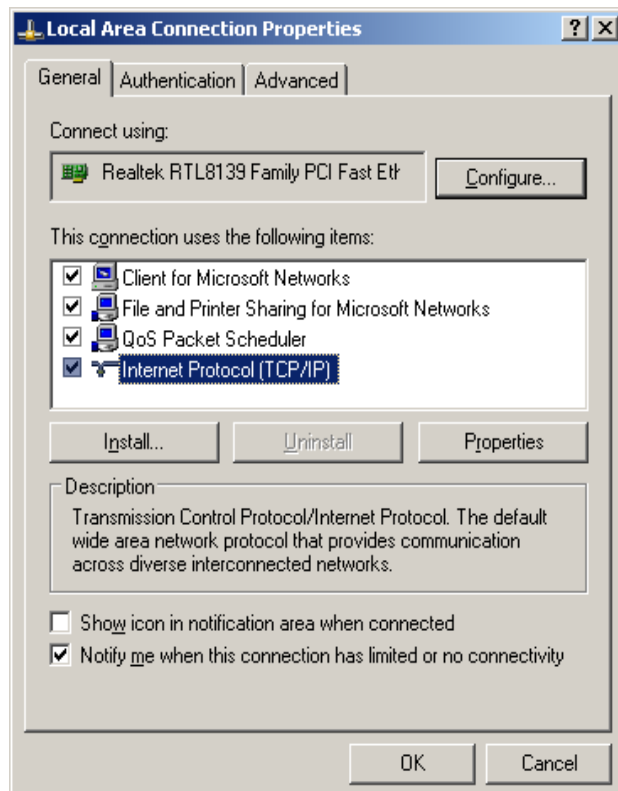 Local Area Connection Properties
General Authentication Advanced
Connect using:
Realtek RTL8139 Family PCI Fast Eth
Configure...
This connection uses the following items:
Client for Microsoft Networks
File and Printer Sharing for Microsoft Networks
QoS Packet Scheduler
Internet Protocol (TCP/IP)
Install... Uninstall Properties
Description
Transmission Control Protocol/Internet Protocol. The default
wide area network protocol that provides communication
across diverse interconnected networks.
Show icon in notification area when connected
Notify me when this connection has limited or no connectivity
OK Cancel